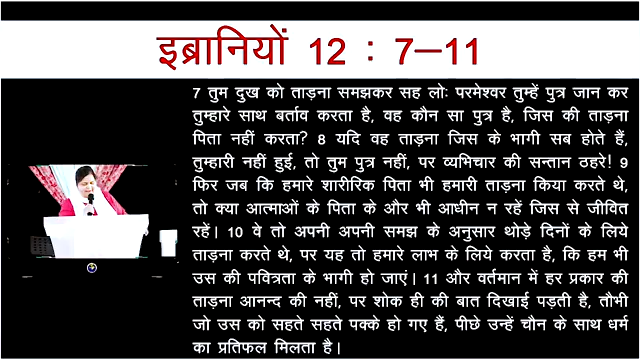 इब्रानियों 12 : 7–11
7 तुम दुख को ताड़ना समझकर सह लोः परमेश्वर तुम्हें पुत्र जान कर
तुम्हारे साथ बर्ताव करता है, वह कौन सा पुत्र है, जिस की ताड़ना
पिता नहीं करता? 8 यदि वह ताड़ना जिस के भागी सब होते हैं,
तुम्हारी नहीं हुई, तो तुम पुत्र नहीं, पर व्यभिचार की सन्तान ठहरे! 9
फिर जब कि हमारे शारीरिक पिता भी हमारी ताड़ना किया करते थे,
तो क्या आत्माओं के पिता के और भी आधीन न रहें जिस से जीवित
रहें। 10 वे तो अपनी अपनी समझ के अनुसार थोड़े दिनों के लिये
ताड़ना करते थे, पर यह तो हमारे लाभ के लिये करता है, कि हम भी
उस की पवित्रता के भागी हो जाएं। 11 और वर्तमान में हर प्रकार की
ताड़ना आनन्द की नहीं, पर शोक ही की बात दिखाई पड़ती है, तौभी
जो उस को सहते सहते पक्के हो गए हैं, पीछे उन्हें चौन के साथ धर्म
का प्रतिफल मिलता है।